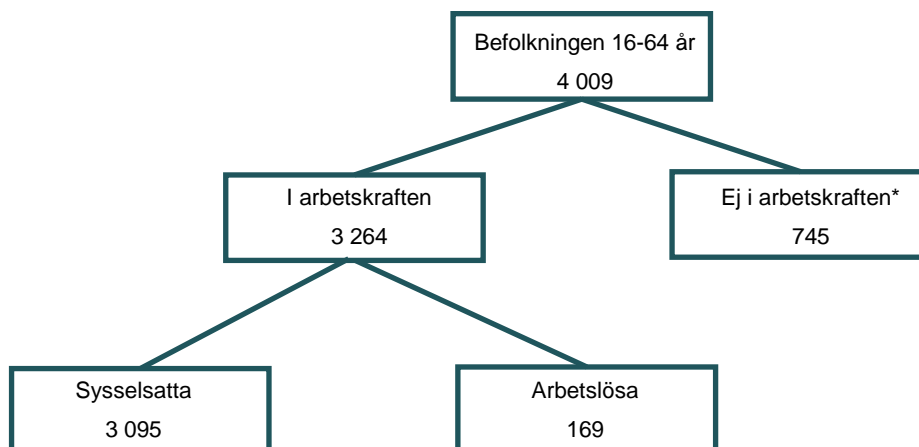 Befolkningen 16-64 år
4 009
I arbetskraften
3 264
Ej i arbetskraften*
745
Sysselsatta
3 095
Arbetslösa
169